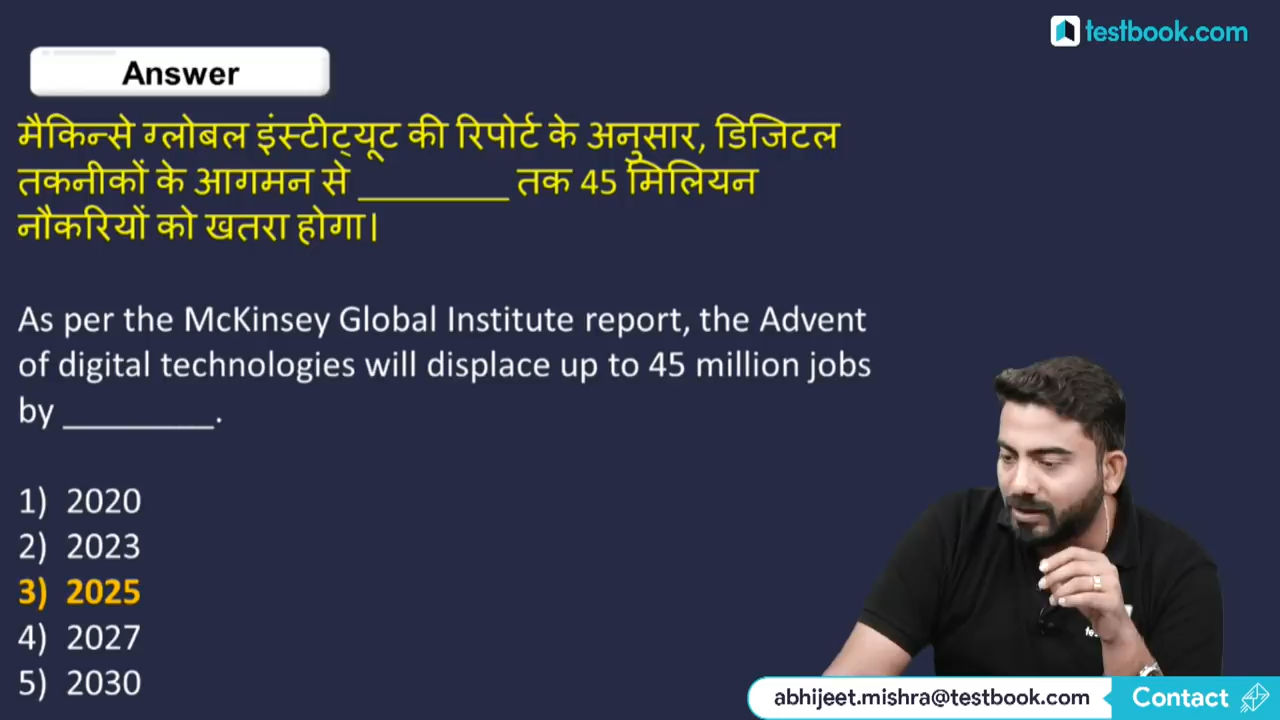 testbook.com
Answer
मैकिन्से ग्लोबल इंस्टीट्यूट की रिपोर्ट के अनुसार, डिजिटल
तकनीकों के आगमन से ________ तक 45 मिलियन
नौकरियों को खतरा होगा।
As per the McKinsey Global Institute report, the Advent
of digital technologies will displace up to 45 million jobs
by ________.
1) 2020
2) 2023
3) 2025
4) 2027
5) 2030
abhijeet.mishra@testbook.com Contact